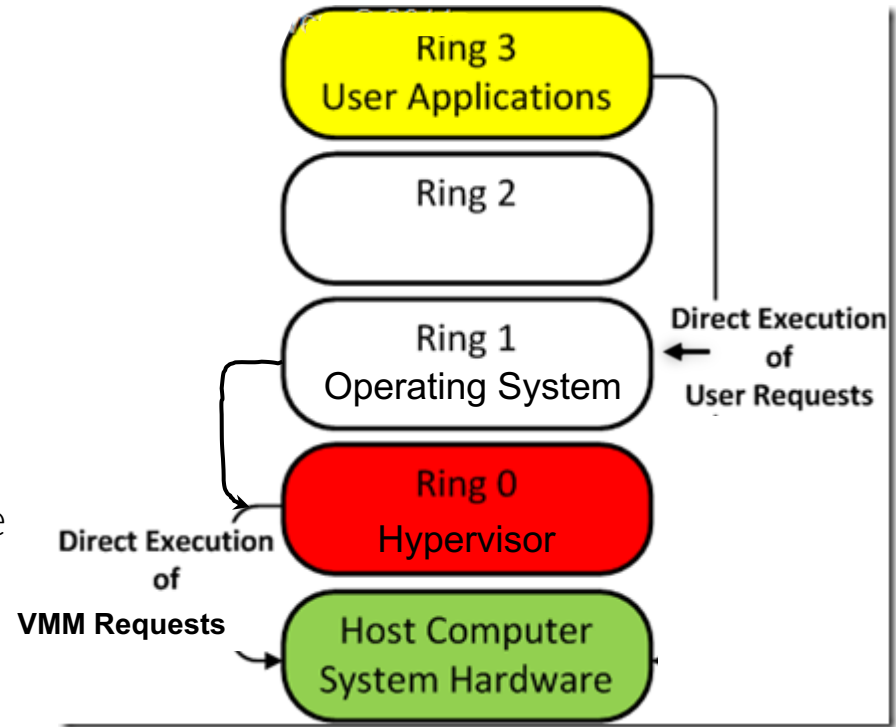 Ring 3
User Applications
Ring 2
Ring 1
Operating System
Direct Execution
of
User Requests
Ring 0
Hypervisor
Direct Execution
of
VMM Requests
Host Computer
System Hardware